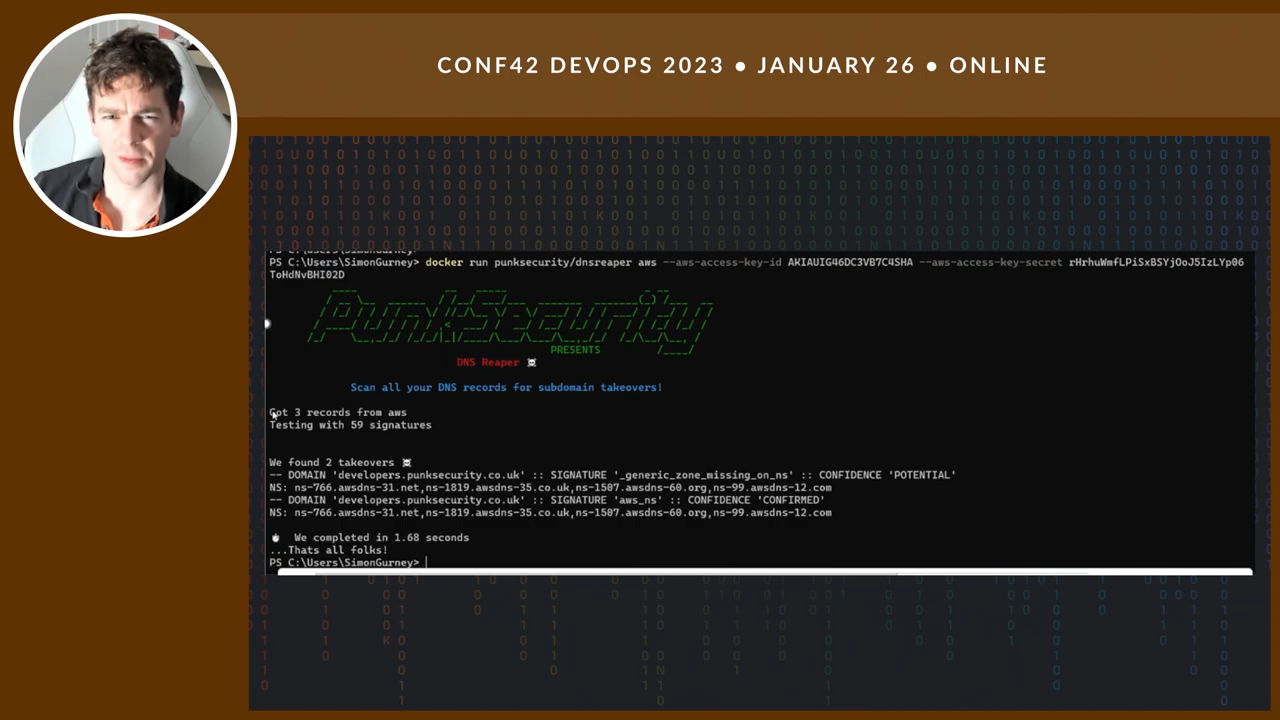 CONF42 DEVOPS 2023 • JANUARY 26 • ONLINE
PS C:\Users\SimonGurney> docker run punksecurity/dnsreaper aws --aws-access-key-id AKIAUIG46DC3VB7C4SHA --aws-access-key-secret
PunkSecurity
PRESENTS
DNS Reaper ☠
Scan all your DNS records for subdomain takeovers!
Got 3 records from aws
Testing with 59 signatures
We found 2 takeovers ☠
-- DOMAIN 'developers.punksecurity.co.uk' :: SIGNATURE '_generic_zone_missing_on_ns' :: CONFIDENCE 'POTENTIAL'
NS: ns-766.awsdns-31.net,ns-1819.awsdns-35.co.uk,ns-1507.awsdns-60.org,ns-99.awsdns-12.com
-- DOMAIN 'developers.punksecurity.co.uk' :: SIGNATURE 'aws_ns' :: CONFIDENCE 'CONFIRMED'
NS: ns-766.awsdns-31.net,ns-1819.awsdns-35.co.uk,ns-1507.awsdns-60.org,ns-99.awsdns-12.com
We completed in 1.68 seconds
...Thats all folks!
PS C:\Users\SimonGurney>